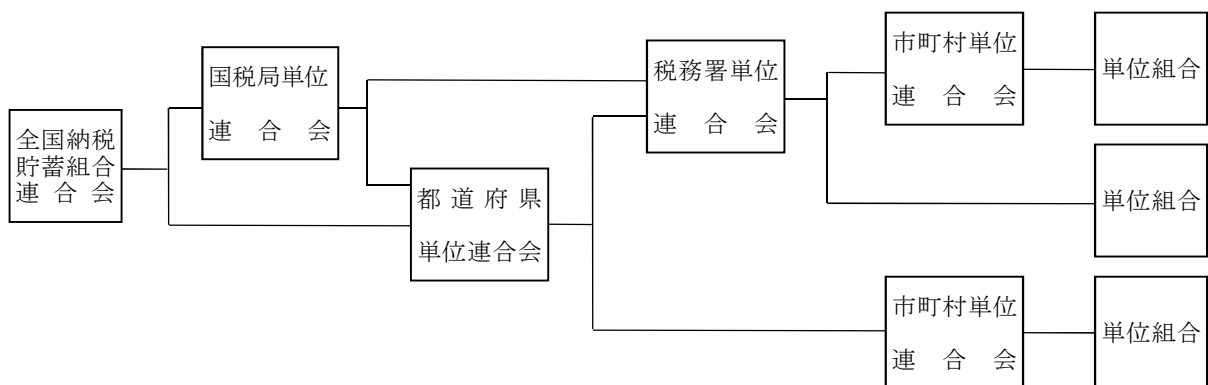 全国納税
貯蓄組合
連合会
国税局単位
連合会
都道府県
単位連合会
税務署単位
連合会
市町村単位
連合会
単位組合
単位組合
市町村単位
連合会
単位組合